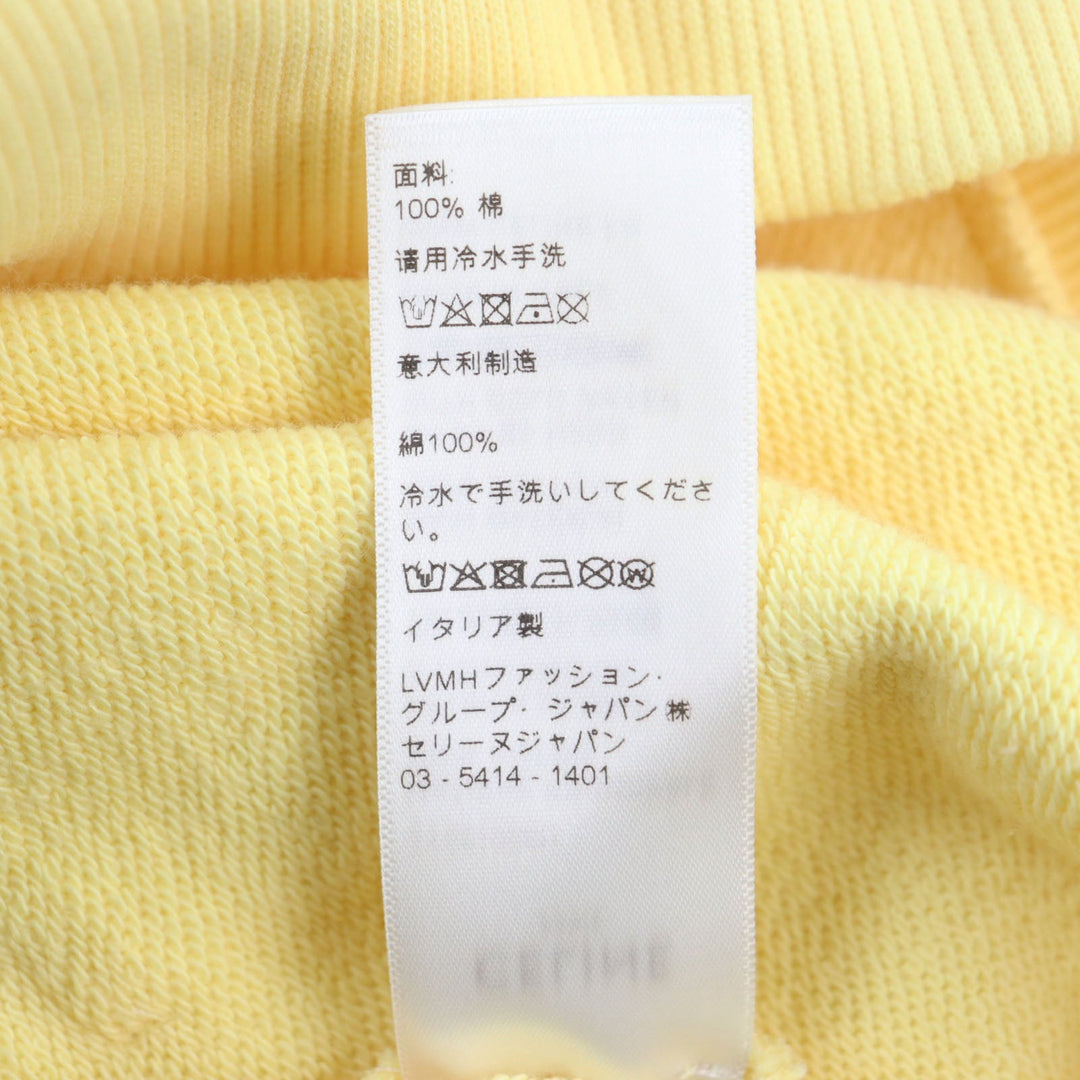 面料:
100% 棉
请用冷水手洗
意大利制造
綿100%
冷水で手洗いしてくださ
い。
イタリア製
LVMHファッション・
グループ・ジャパン㈱
セリーヌジャパン
03 - 5414 - 1401